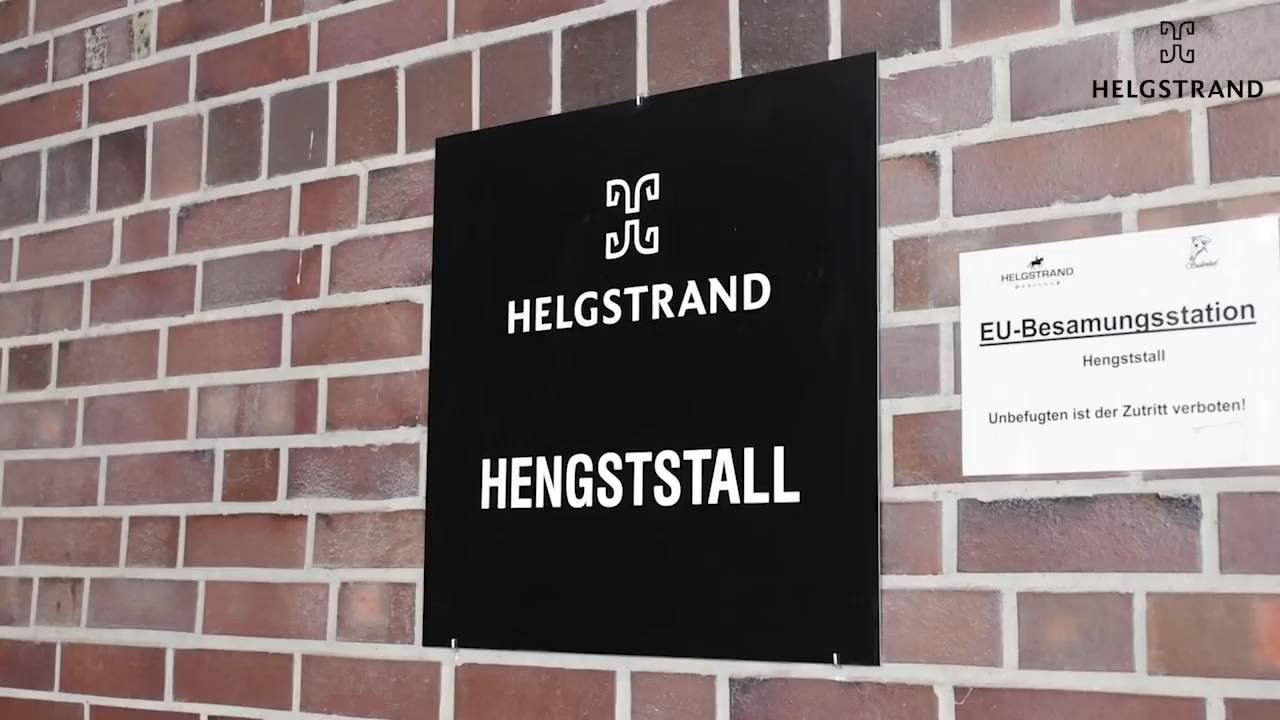 HELGSTRAND
HELGSTRAND
HENGSTSTALL
HELGSTRAND
EU-Besamungsstation
Hengststall
Unbefugten ist der Zutritt verboten!